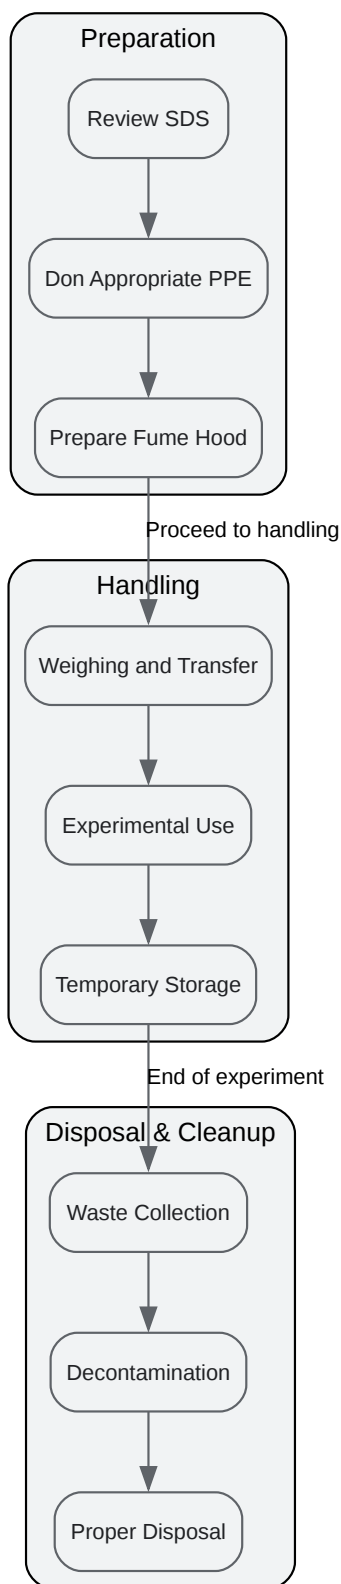 Preparation
Review SDS
Don Appropriate PPE
Prepare Fume Hood
Proceed to handling
Handling
Weighing and Transfer
Experimental Use
Temporary Storage
End of experiment
Disposal & Cleanup
Waste Collection
Decontamination
Proper Disposal